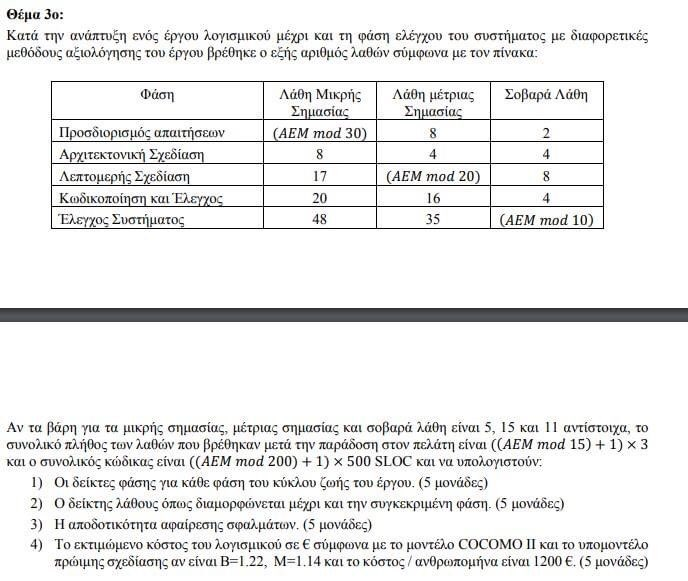 Θέμα 3ο:
Κατά την ανάπτυξη ενός έργου λογισμικού μέχρι και τη φάση ελέγχου του συστήματος με διαφορετικές
μεθόδους αξιολόγησης του έργου βρέθηκε ο εξής αριθμός λαθών σύμφωνα με τον πίνακα:
Φάση Λάθη Μικρής Σημασίας Λάθη μέτριας Σημασίας Σοβαρά Λάθη
Προσδιορισμός απαιτήσεων (AEM mod 30) 8 2
Αρχιτεκτονική Σχεδίαση 8 4 4
Λεπτομερής Σχεδίαση 17 (AEM mod 20) 8
Κωδικοποίηση και Έλεγχος 20 16 4
Έλεγχος Συστήματος 48 35 (AEM mod 10)
Αν τα βάρη για τα μικρής σημασίας, μέτριας σημασίας και σοβαρά λάθη είναι 5, 15 και 11 αντίστοιχα, το
συνολικό πλήθος των λαθών που βρέθηκαν μετά την παράδοση στον πελάτη είναι ((AEM mod 15) + 1) × 3
και ο συνολικός κώδικας είναι ((AEM mod 200) + 1) × 500 SLOC και να υπολογιστούν:
1) Οι δείκτες φάσης για κάθε φάση του κύκλου ζωής του έργου. (5 μονάδες)
2) Ο δείκτης λάθους όπως διαμορφώνεται μέχρι και την συγκεκριμένη φάση. (5 μονάδες)
3) Η αποδοτικότητα αφαίρεσης σφαλμάτων. (5 μονάδες)
4) Το εκτιμώμενο κόστος του λογισμικού σε € σύμφωνα με το μοντέλο COCOMO II και το υπομοντέλο
πρώιμης σχεδίασης αν είναι B=1.22, M=1.14 και το κόστος / ανθρωπομήνα είναι 1200 €. (5 μονάδες)